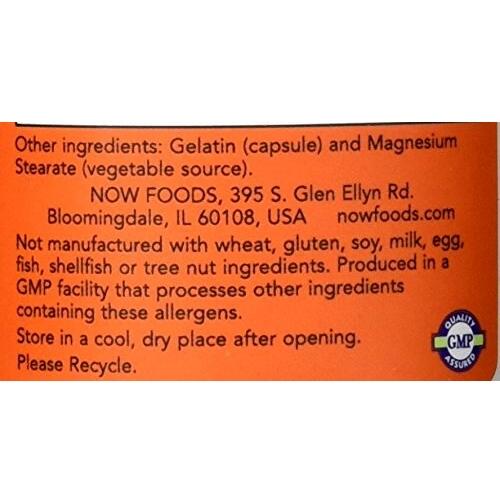 Other ingredients: Gelatin (capsule) and Magnesium
Stearate (vegetable source).
NOW FOODS, 395 S. Glen Ellyn Rd.
Bloomingdale, IL 60108, USA nowfoods.com
Not manufactured with wheat, gluten, soy, milk, egg,
fish, shellfish or tree nut ingredients. Produced in a
GMP facility that processes other ingredients
containing these allergens.
Store in a cool, dry place after opening.
Please Recycle.
QUALITY
GMP
ASSURED